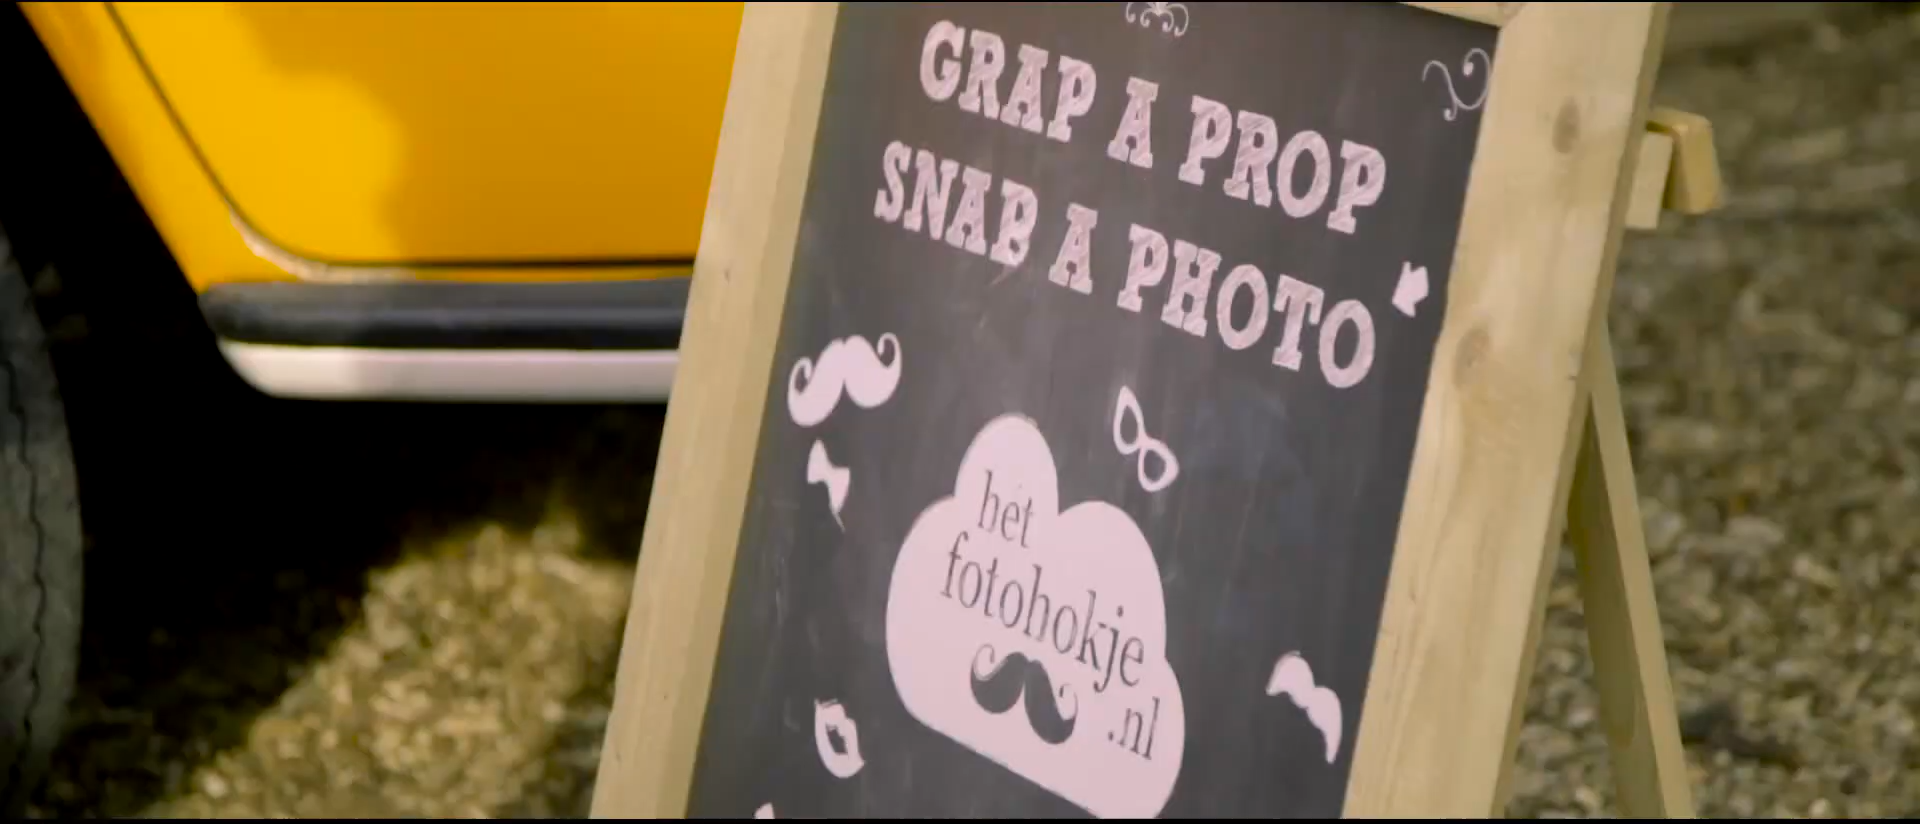 GRAP A PROP
SNAP A PHOTO
het
fotohokje
.nl